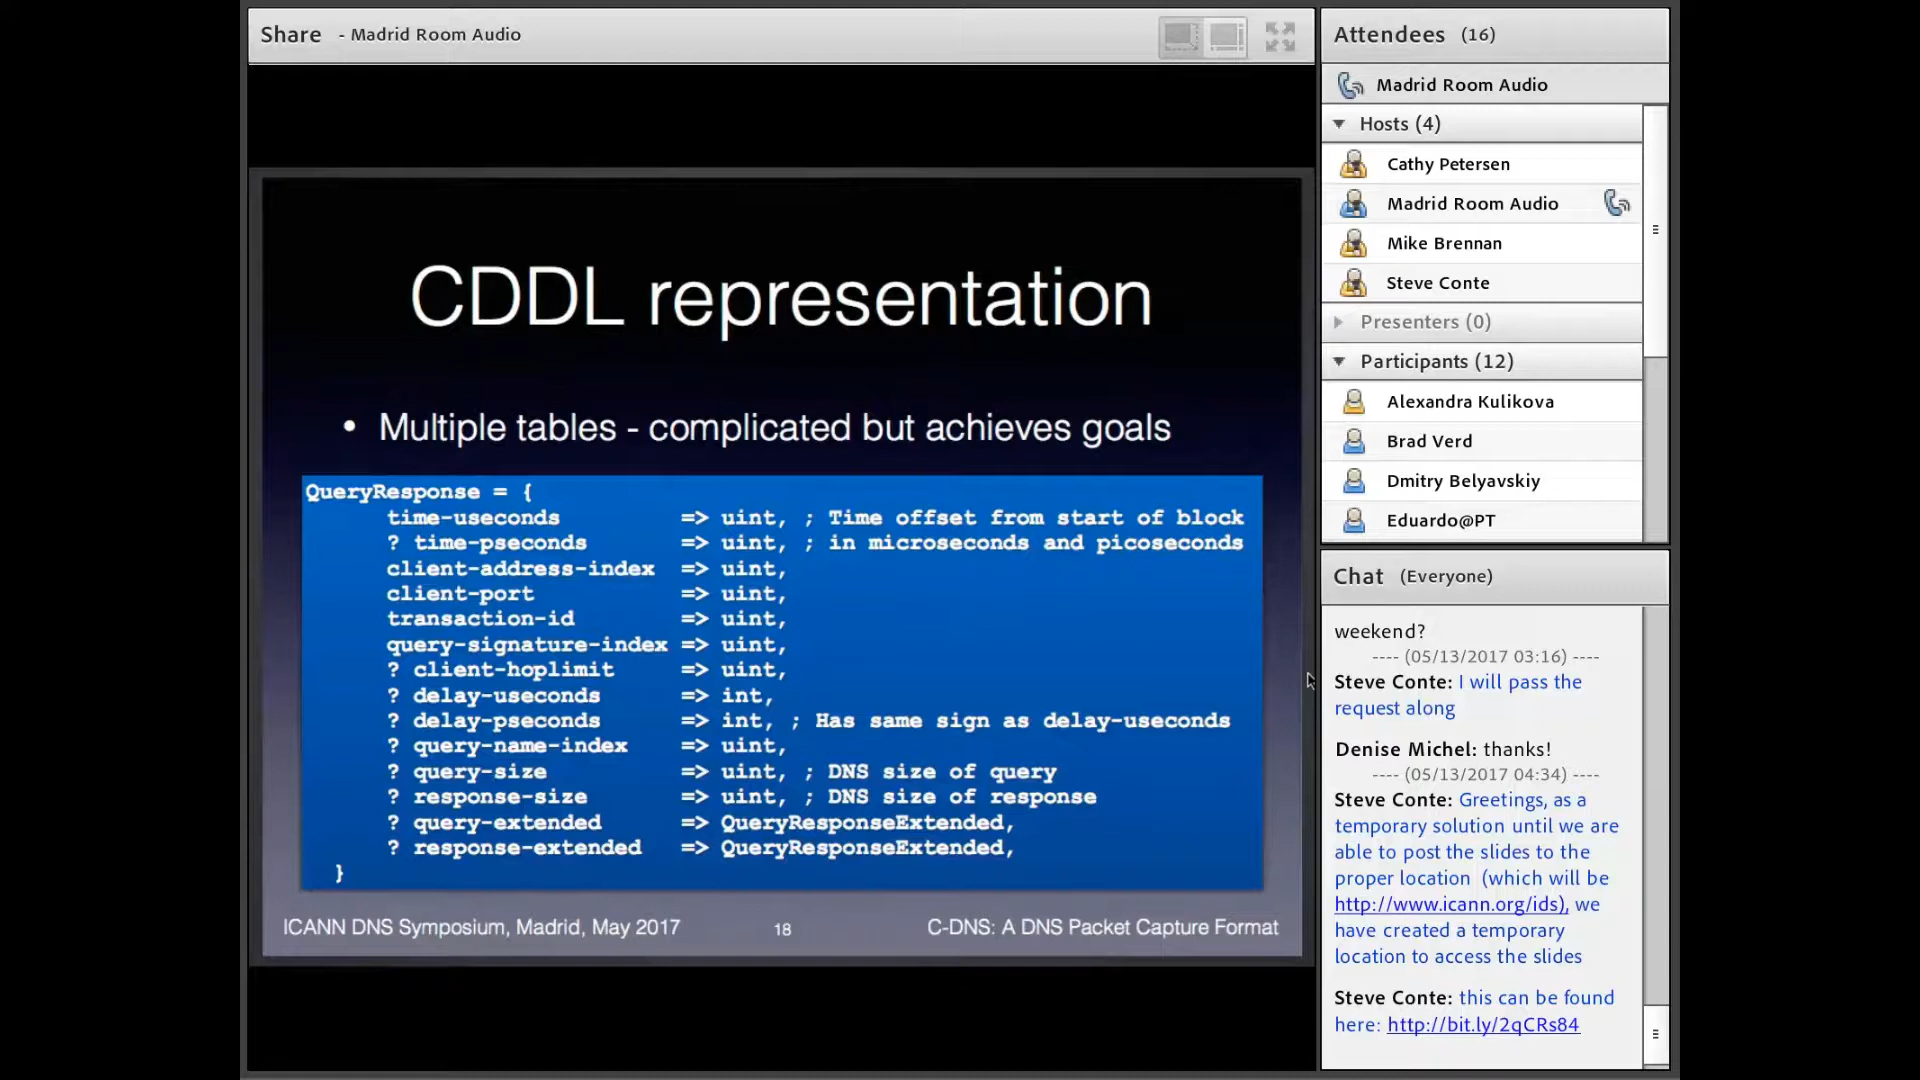 Share - Madrid Room Audio
CDDL representation
• Multiple tables - complicated but achieves goals
QueryResponse = {
time-useconds => uint, ; Time offset from start of block
? time-pseconds => uint, ; in microseconds and picoseconds
client-address-index => uint,
client-port => uint,
transaction-id => uint,
query-signature-index => uint,
? client-hoplimit => uint,
? delay-useconds => int,
? delay-pseconds => int, ; Has same sign as delay-useconds
? query-name-index => uint,
? query-size => uint, ; DNS size of query
? response-size => uint, ; DNS size of response
? query-extended => QueryResponseExtended,
? response-extended => QueryResponseExtended,
}
ICANN DNS Symposium, Madrid, May 2017 18 C-DNS: A DNS Packet Capture Format
Attendees (16)
Madrid Room Audio
Hosts (4)
Cathy Petersen
Madrid Room Audio
Mike Brennan
Steve Conte
Presenters (0)
Participants (12)
Alexandra Kulikova
Brad Verd
Dmitry Belyavskiy
Eduardo@PT
Chat (Everyone)
weekend?
---- (05/13/2017 03:16) ----
Steve Conte: I will pass the
request along
Denise Michel: thanks!
---- (05/13/2017 04:34) ----
Steve Conte: Greetings, as a
temporary solution until we are
able to post the slides to the
proper location (which will be
http://www.icann.org/ids), we
have created a temporary
location to access the slides
Steve Conte: this can be found
here: http://bit.ly/2qCRs84